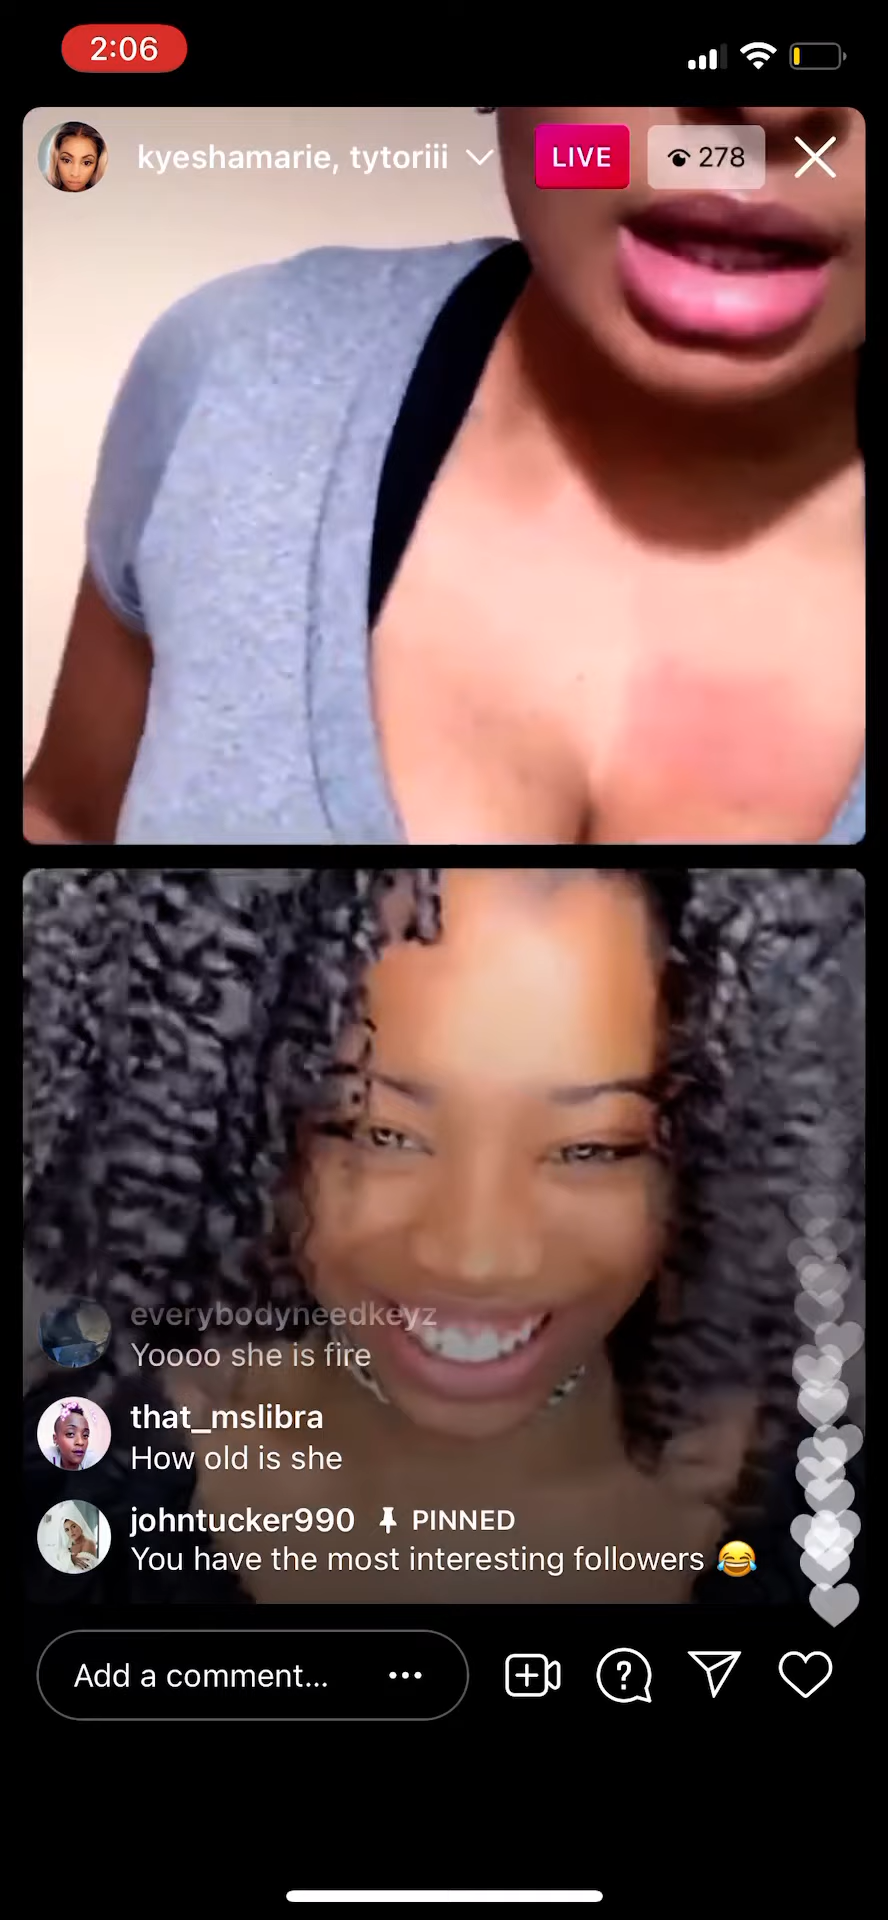 2:06
kyeshamarie, tytoriii
LIVE
278
everybodyneedkeyz
Yoooo she is fire
that_mslibra
How old is she
johntucker990 PINNED
You have the most interesting followers 😂
Add a comment...